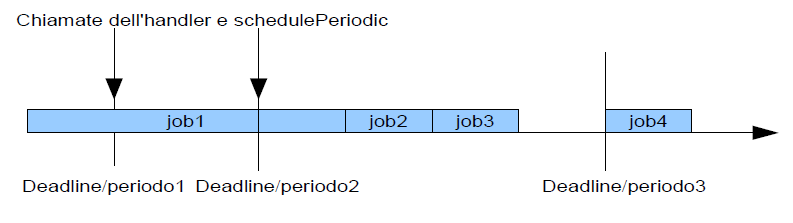 Chiamate dell'handler e schedulePeriodic
job1 job2 job3 job4
Deadline/periodo1 Deadline/periodo2 Deadline/periodo3